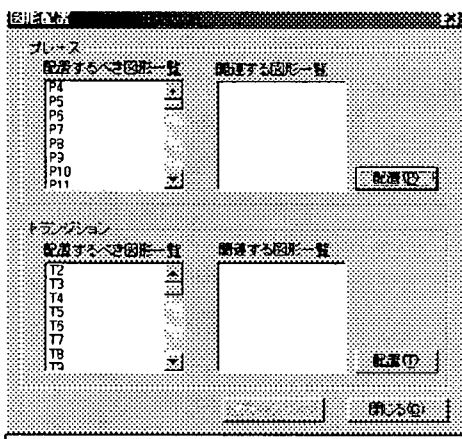 図形配置
プレース
配置するべき図形一覧
関連する図形一覧
P4
P5
P6
P7
P8
P9
P10
P11
配置(P)
トランジション
配置するべき図形一覧
関連する図形一覧
T2
T3
T4
T5
T6
T7
T8
T9
配置(T)
閉じる(C)